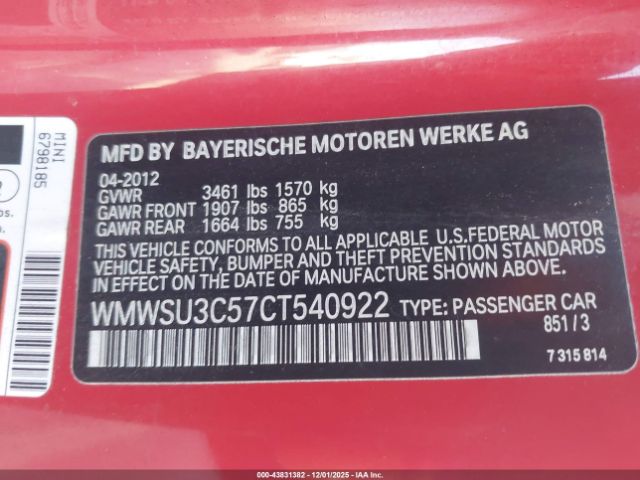 MFD BY BAYERISCHE MOTOREN WERKE AG
04-2012
GVWR 3461 lbs 1570 kg
GAWR FRONT 1907 lbs 865 kg
GAWR REAR 1664 lbs 755 kg
THIS VEHICLE CONFORMS TO ALL APPLICABLE U.S.FEDERAL MOTOR
VEHICLE SAFETY, BUMPER AND THEFT PREVENTION STANDARDS
IN EFFECT ON THE DATE OF MANUFACTURE SHOWN ABOVE.
WMWSU3C57CT540922 TYPE: PASSENGER CAR
851/3
7 315 814
MINI
6798185
000-43831382 - 12/01/2025 - IAA, Inc.